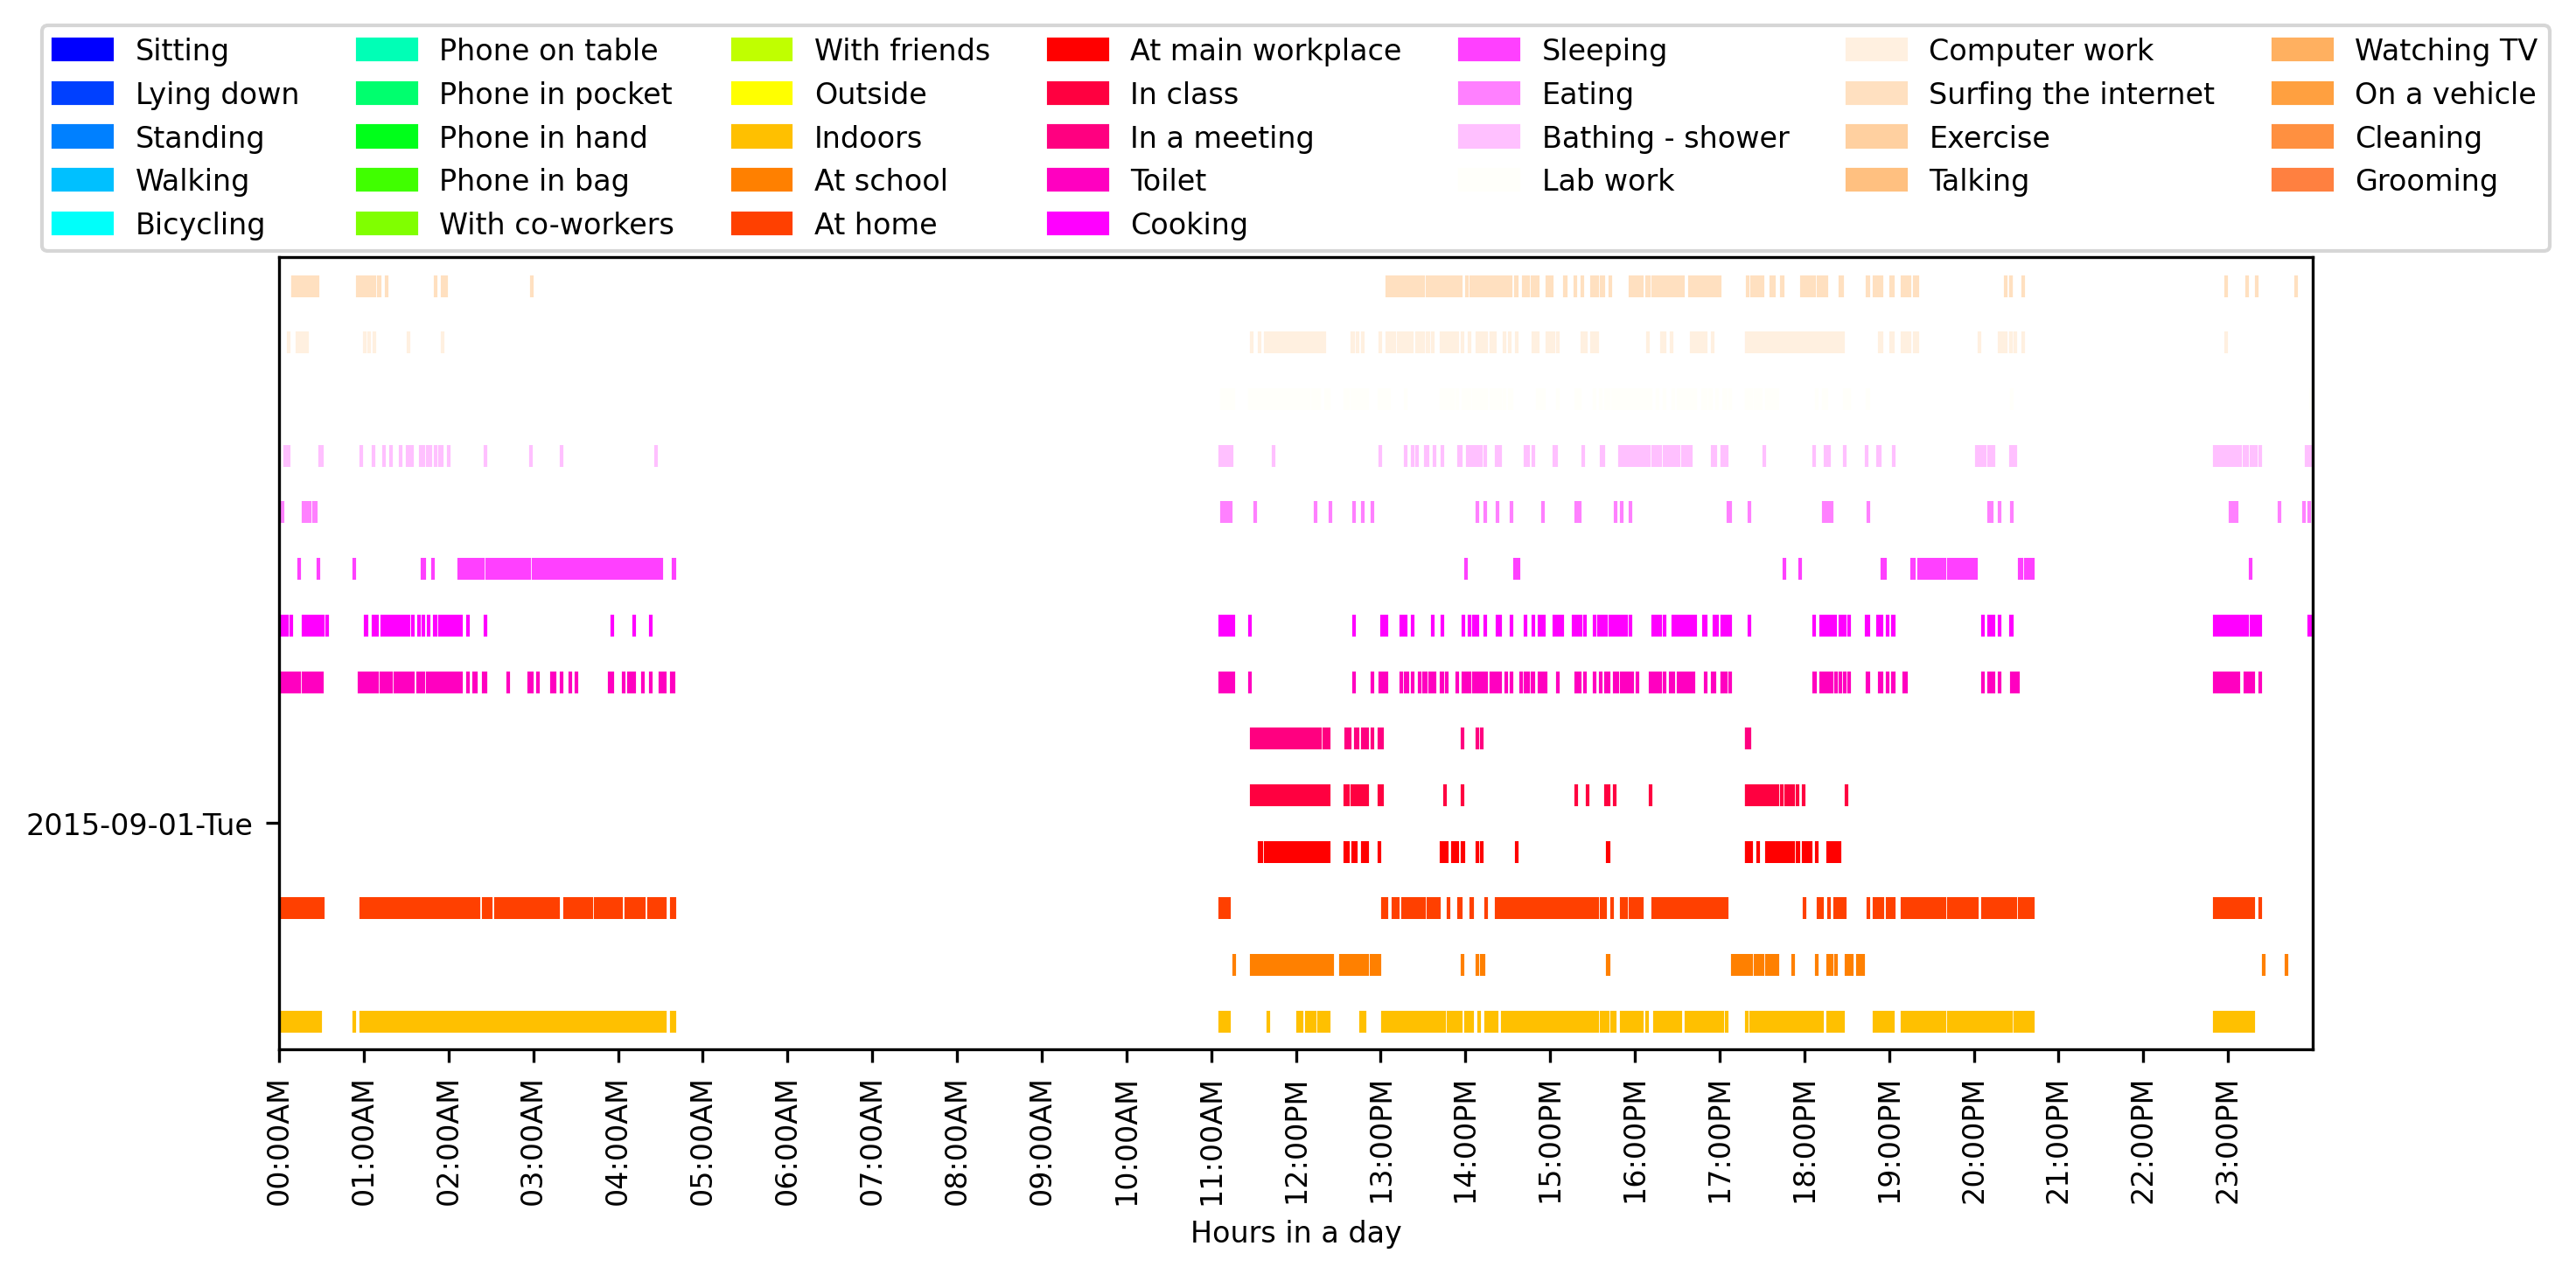 Sitting
Lying down
Standing
Walking
Bicycling
Phone on table
Phone in pocket
Phone in hand
Phone in bag
With co-workers
With friends
Outside
Indoors
At school
At home
At main workplace
In class
In a meeting
Toilet
Cooking
Sleeping
Eating
Bathing - shower
Lab work
Computer work
Surfing the internet
Exercise
Talking
Watching TV
On a vehicle
Cleaning
Grooming
2015-09-01-Tue
00:00AM
01:00AM
02:00AM
03:00AM
04:00AM
05:00AM
06:00AM
07:00AM
08:00AM
09:00AM
10:00AM
11:00AM
12:00PM
13:00PM
14:00PM
15:00PM
16:00PM
17:00PM
18:00PM
19:00PM
20:00PM
21:00PM
22:00PM
23:00PM
Hours in a day